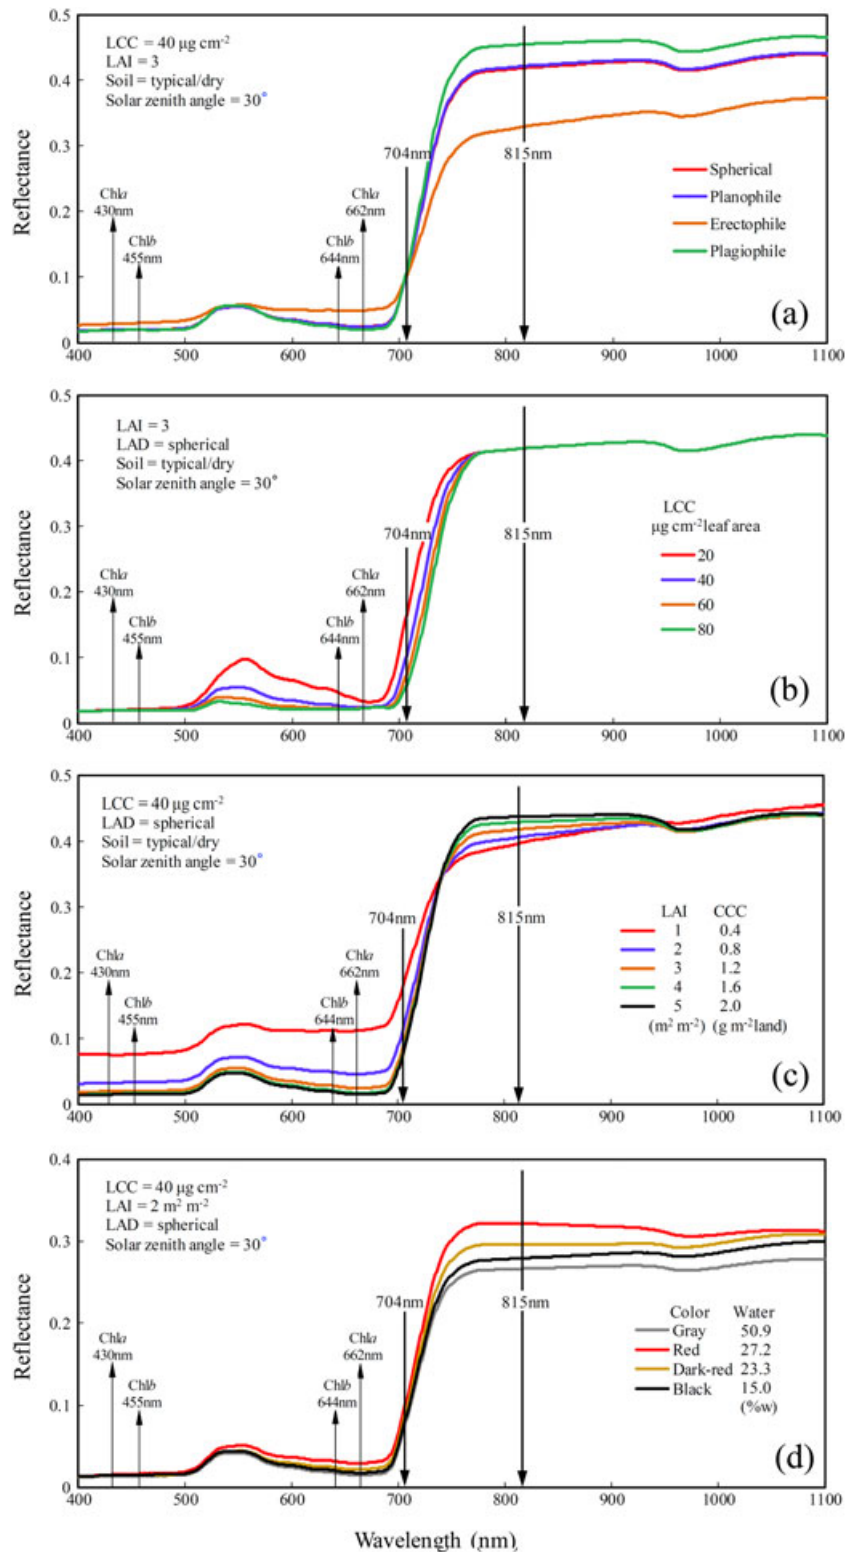 0.5
0.4
0.3
0.2
0.1
0
Reflectance
LCC = 40 μg cm-2
LAI = 3
Soil = typical/dry
Solar zenith angle = 30°
704nm
815nm
Chla
430nm
Chlb
455nm
Chlb
644nm
Chla
662nm
Spherical
Planophile
Erectophile
Plagiophile
(a)
400 500 600 700 800 900 1000 1100
0.5
0.4
0.3
0.2
0.1
0
Reflectance
LAI = 3
LAD = spherical
Soil = typical/dry
Solar zenith angle = 30°
704nm
815nm
Chla
430nm
Chlb
455nm
Chlb
644nm
Chla
662nm
LCC
μg cm-2 leaf area
20
40
60
80
(b)
400 500 600 700 800 900 1000 1100
0.5
0.4
0.3
0.2
0.1
0
Reflectance
LCC = 40 μg cm-2
LAD = spherical
Soil = typical/dry
Solar zenith angle = 30°
704nm
815nm
Chla
430nm
Chlb
455nm
Chlb
644nm
Chla
662nm
LAI CCC
1 0.4
2 0.8
3 1.2
4 1.6
5 2.0
(m2 m-2) (g m-2 land)
(c)
400 500 600 700 800 900 1000 1100
0.4
0.3
0.2
0.1
0
Reflectance
LCC = 40 μg cm-2
LAI = 2 m2 m-2
LAD = spherical
Solar zenith angle = 30°
704nm
815nm
Chla
430nm
Chlb
455nm
Chlb
644nm
Chla
662nm
Color Water
Gray 50.9
Red 27.2
Dark-red 23.3
Black 15.0
(%w)
(d)
400 500 600 700 800 900 1000 1100
Wavelength (nm)